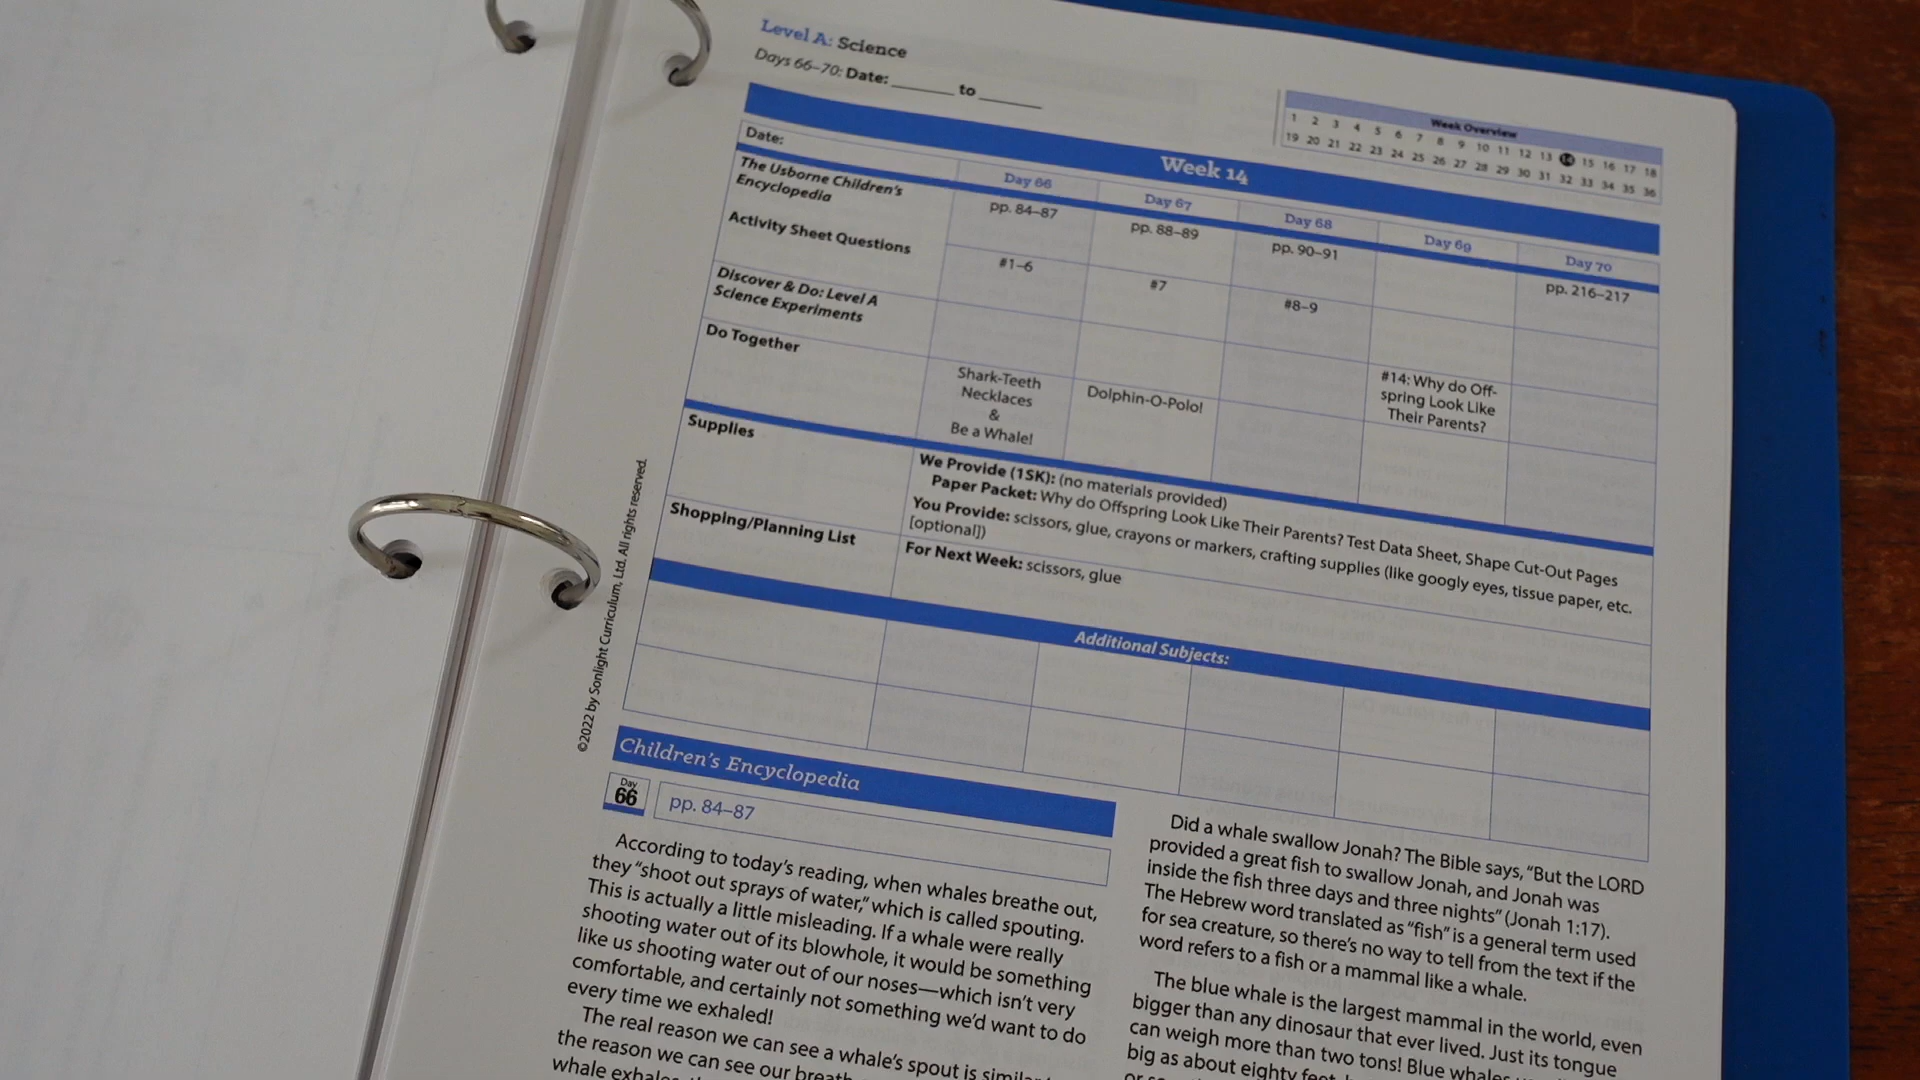 Level A: Science
Days 66–70: Date: ________ to ________
Week Overview
1 2 3 4 5 6 7 8 9 10 11 12 13 14 15 16 17 18
19 20 21 22 23 24 25 26 27 28 29 30 31 32 33 34 35 36
Week 14
Date:
Day 66
Day 67
Day 68
Day 69
Day 70
The Usborne Children's
Encyclopedia
pp. 84–87
pp. 88–89
pp. 90–91
pp. 216–217
Activity Sheet Questions
#1–6
#7
#8–9
Discover & Do: Level A
Science Experiments
#14: Why do Off-
spring Look Like
Their Parents?
Do Together
Shark-Teeth
Necklaces
&
Be a Whale!
Dolphin-O-Polo!
Supplies
We Provide (1SK): (no materials provided)
Paper Packet: Why do Offspring Look Like Their Parents? Test Data Sheet, Shape Cut-Out Pages
You Provide: scissors, glue, crayons or markers, crafting supplies (like googly eyes, tissue paper, etc.
[optional])
Shopping/Planning List
For Next Week: scissors, glue
Additional Subjects:
©2022 by Sonlight Curriculum, Ltd. All rights reserved.
Children's Encyclopedia
Day
66
pp. 84–87
According to today's reading, when whales breathe out,
they "shoot out sprays of water," which is called spouting.
This is actually a little misleading. If a whale were really
shooting water out of its blowhole, it would be something
like us shooting water out of our noses—which isn't very
comfortable, and certainly not something we'd want to do
every time we exhaled!
The real reason we can see a whale's spout is similar
the reason we can see our breath
whale exhales
Did a whale swallow Jonah? The Bible says, "But the LORD
provided a great fish to swallow Jonah, and Jonah was
inside the fish three days and three nights" (Jonah 1:17).
The Hebrew word translated as "fish" is a general term used
for sea creature, so there's no way to tell from the text if the
word refers to a fish or a mammal like a whale.
The blue whale is the largest mammal in the world, even
bigger than any dinosaur that ever lived. Just its tongue
can weigh more than two tons! Blue whales
big as about eighty feet